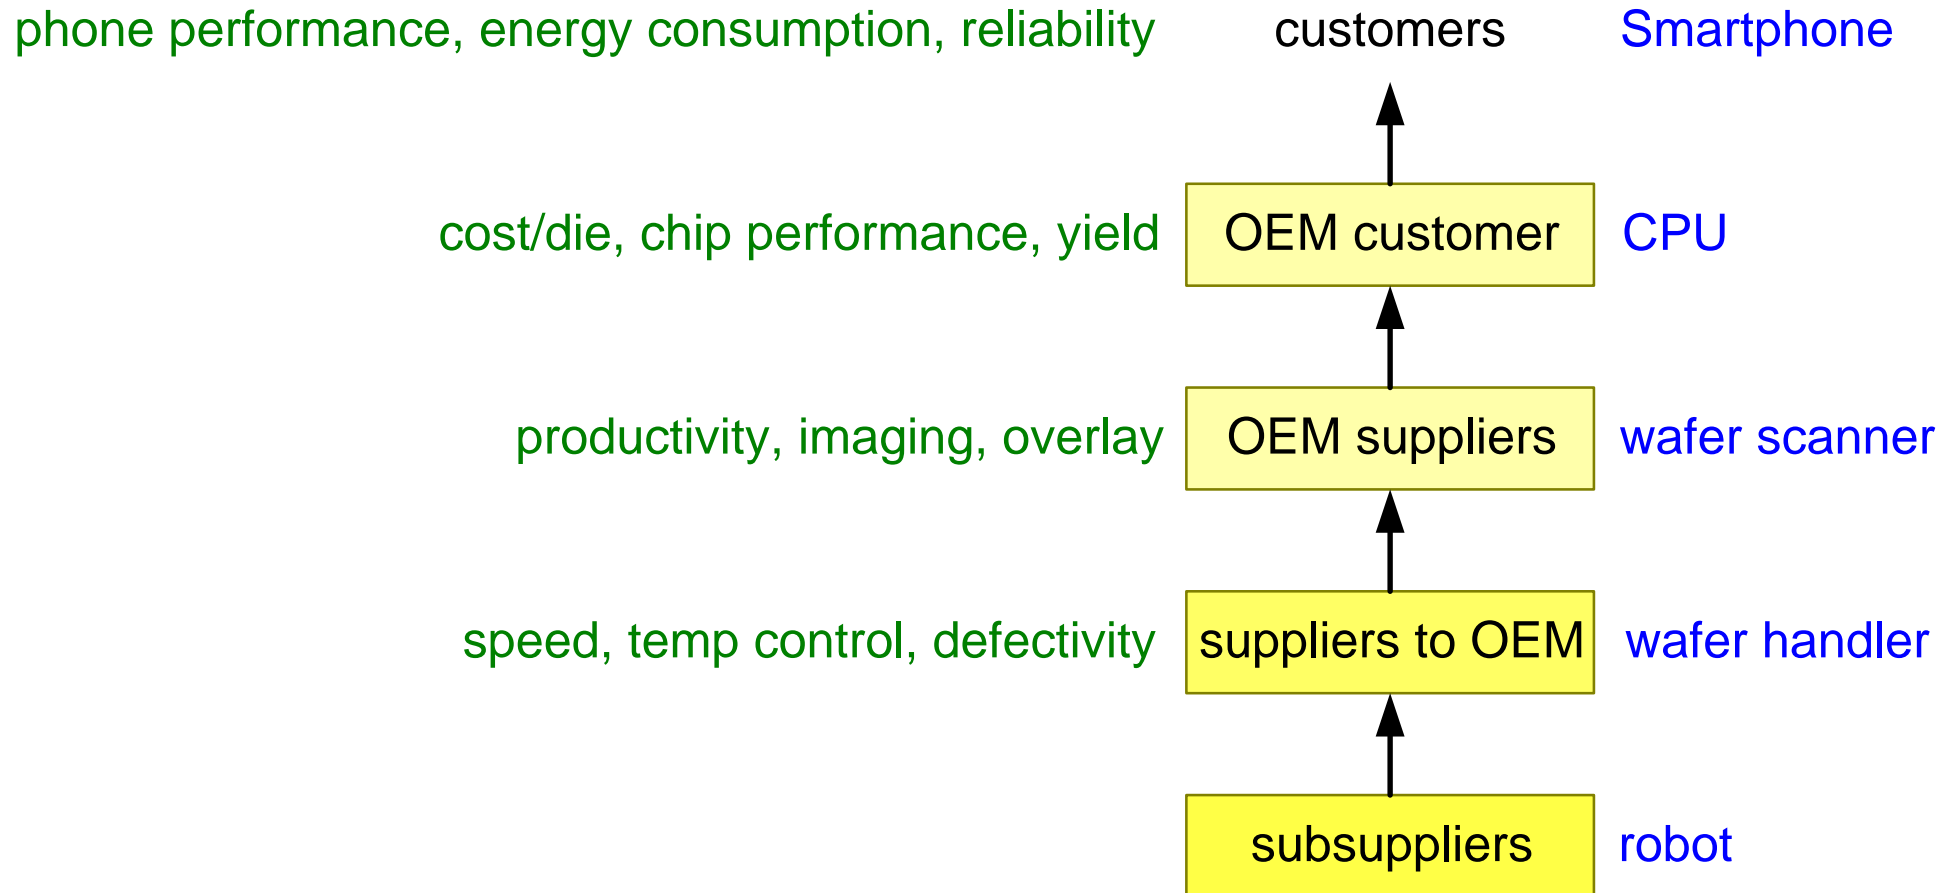 phone performance, energy consumption, reliability customers Smartphone
cost/die, chip performance, yield OEM customer CPU
productivity, imaging, overlay OEM suppliers wafer scanner
speed, temp control, defectivity suppliers to OEM wafer handler
subsuppliers robot